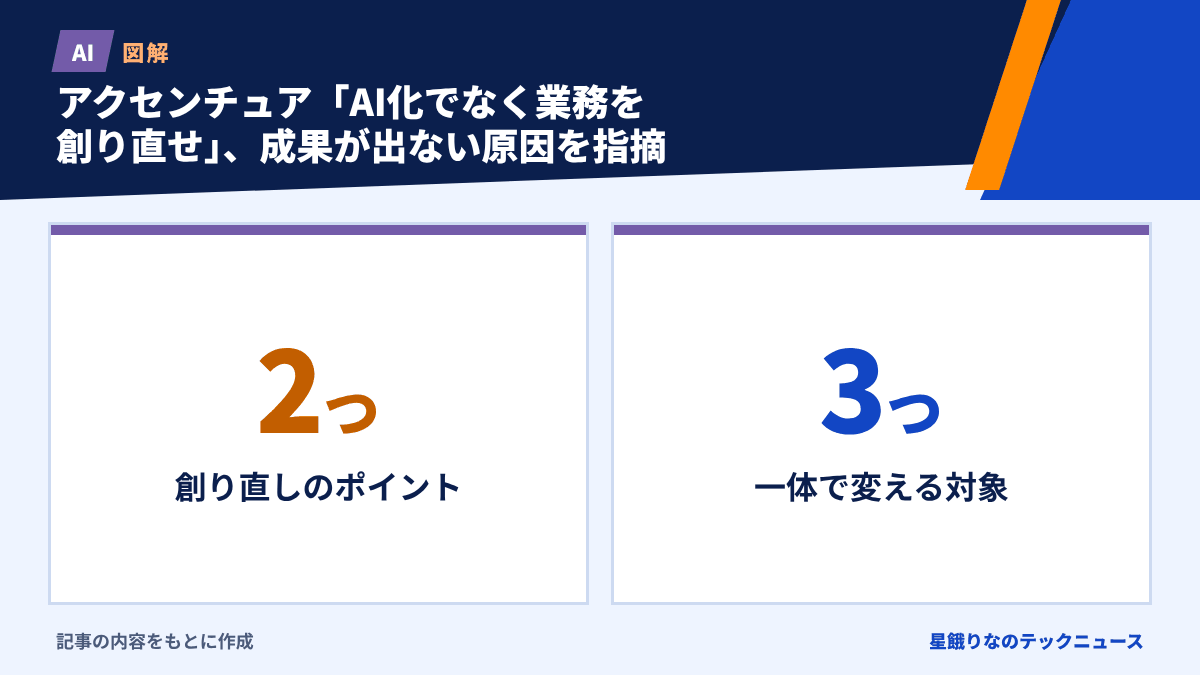 AI 図解
アクセンチュア「AI化でなく業務を
創り直せ」、成果が出ない原因を指摘
2つ
創り直しのポイント
3つ
一体で変える対象
記事の内容をもとに作成
星餓りなのテックニュース